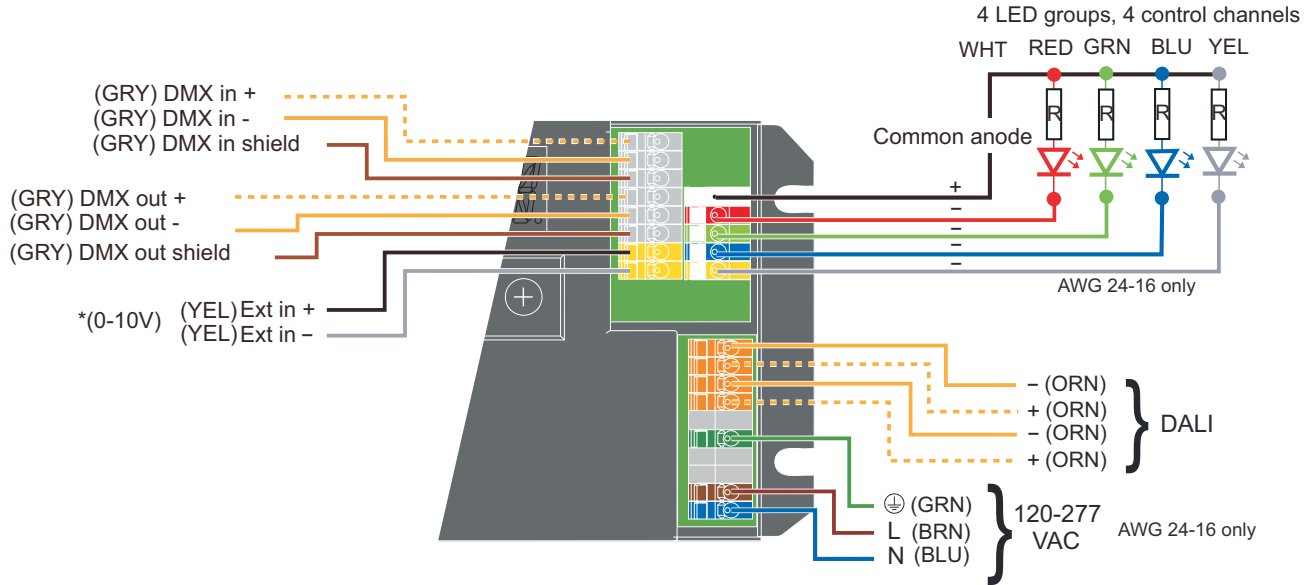 4 LED groups, 4 control channels
WHT RED GRN BLU YEL
R R R R
Common anode
+
–
–
–
–
AWG 24-16 only
(GRY) DMX in +
(GRY) DMX in -
(GRY) DMX in shield
(GRY) DMX out +
(GRY) DMX out -
(GRY) DMX out shield
*(0-10V)
(YEL) Ext in +
(YEL) Ext in –
– (ORN)
+ (ORN)
– (ORN)
+ (ORN)
DALI
(GRN)
L (BRN)
N (BLU)
120-277
VAC
AWG 24-16 only